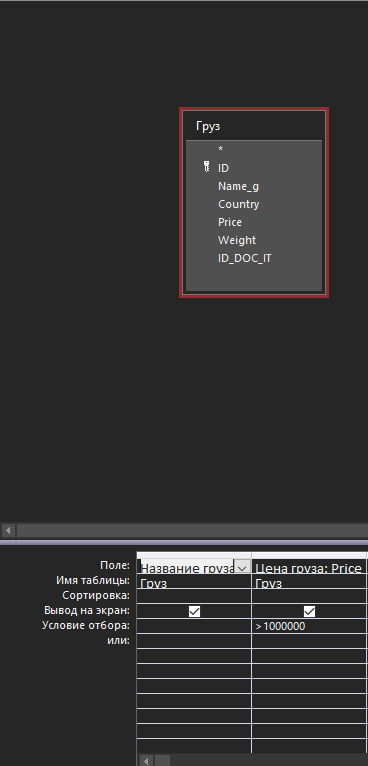 Груз
*
ID
Name_g
Country
Price
Weight
ID_DOC_IT
Поле: Название груза Цена груза: Price
Имя таблицы: Груз Груз
Сортировка:
Вывод на экран:
Условие отбора: >1000000
или: